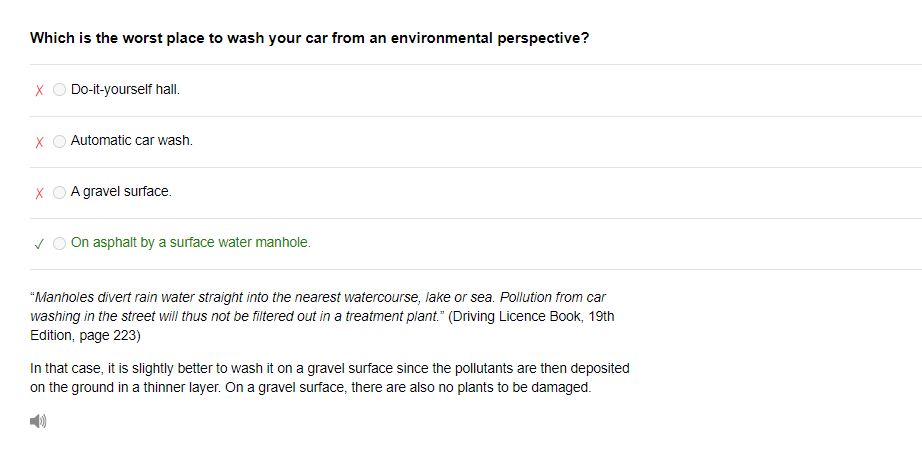 Which is the worst place to wash your car from an environmental perspective?
Do-it-yourself hall.
Automatic car wash.
A gravel surface.
On asphalt by a surface water manhole.
“Manholes divert rain water straight into the nearest watercourse, lake or sea. Pollution from car
washing in the street will thus not be filtered out in a treatment plant.” (Driving Licence Book, 19th
Edition, page 223)
In that case, it is slightly better to wash it on a gravel surface since the pollutants are then deposited
on the ground in a thinner layer. On a gravel surface, there are also no plants to be damaged.